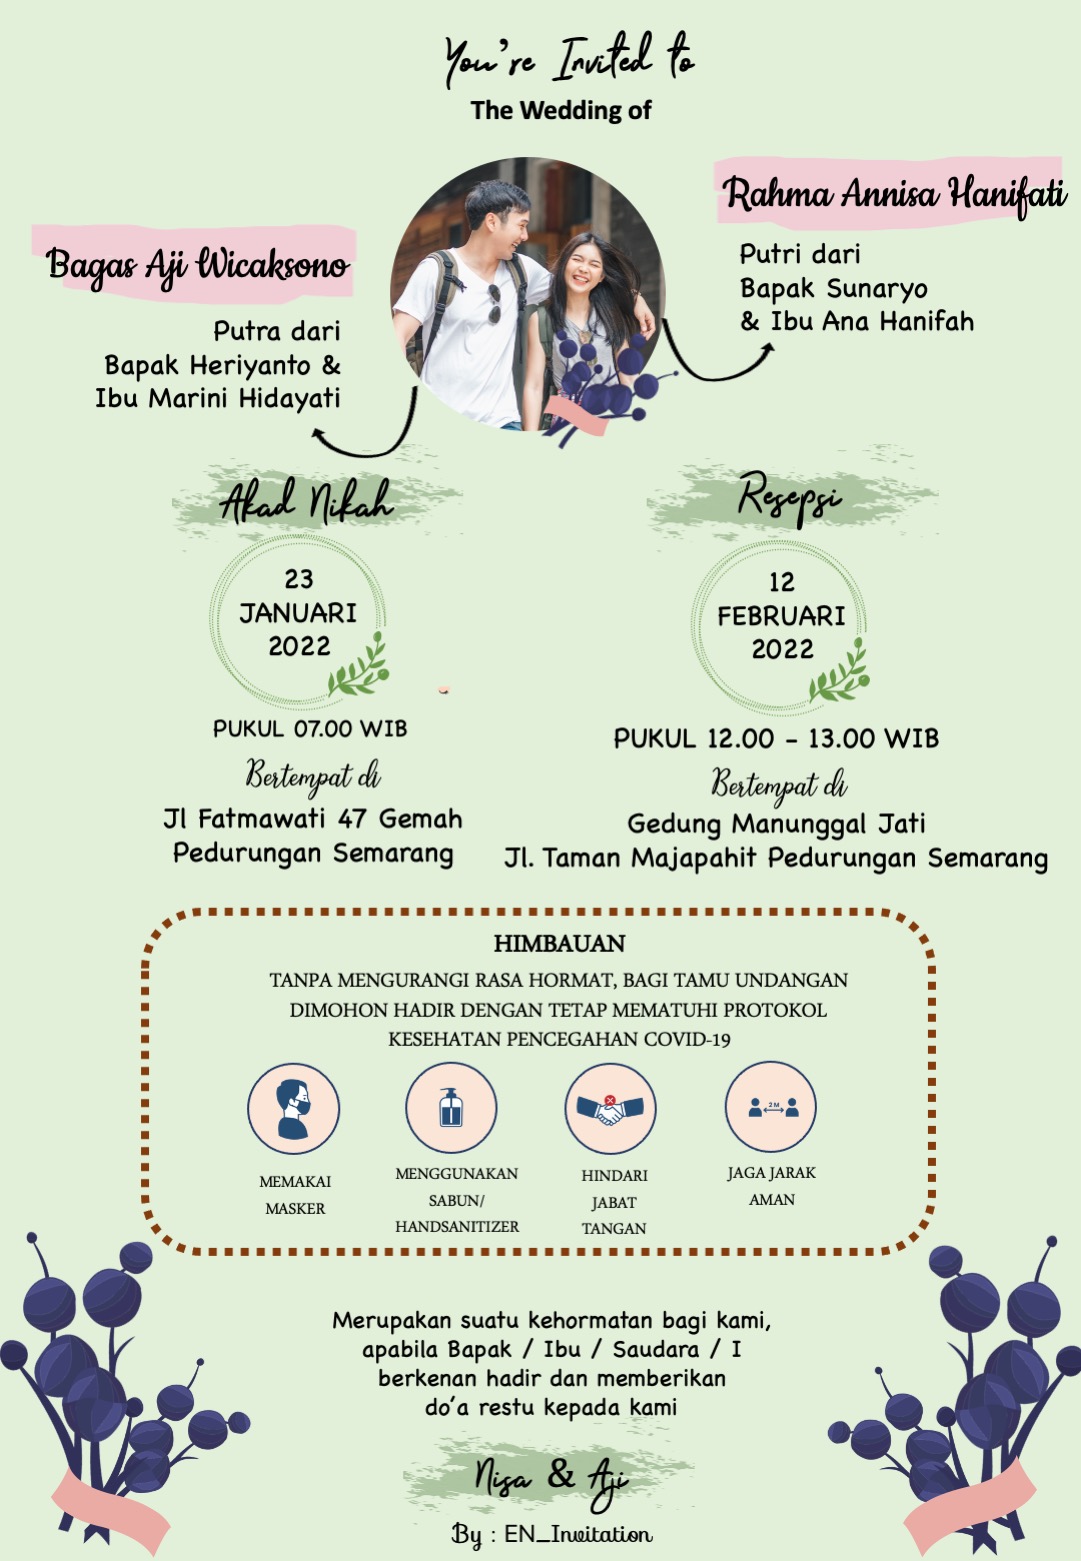 You're Invited to
The Wedding of
Bagas Aji Wicaksono
Putra dari
Bapak Heriyanto &
Ibu Marini Hidayati
Rahma Annisa Hanifati
Putri dari
Bapak Sunaryo
& Ibu Ana Hanifah
Akad Nikah
23
JANUARI
2022
PUKUL 07.00 WIB
Bertempat di
Jl Fatmawati 47 Gemah
Pedurungan Semarang
Resepsi
12
FEBRUARI
2022
PUKUL 12.00 - 13.00 WIB
Bertempat di
Gedung Manunggal Jati
Jl. Taman Majapahit Pedurungan Semarang
HIMBAUAN
TANPA MENGURANGI RASA HORMAT, BAGI TAMU UNDANGAN
DIMOHON HADIR DENGAN TETAP MEMATUHI PROTOKOL
KESEHATAN PENCEGAHAN COVID-19
MEMAKAI
MASKER
MENGGUNAKAN
SABUN/
HANDSANITIZER
HINDARI
JABAT
TANGAN
2 M
JAGA JARAK
AMAN
Merupakan suatu kehormatan bagi kami,
apabila Bapak / Ibu / Saudara / I
berkenan hadir dan memberikan
do'a restu kepada kami
Nisa & Aji
By : EN_Invitation